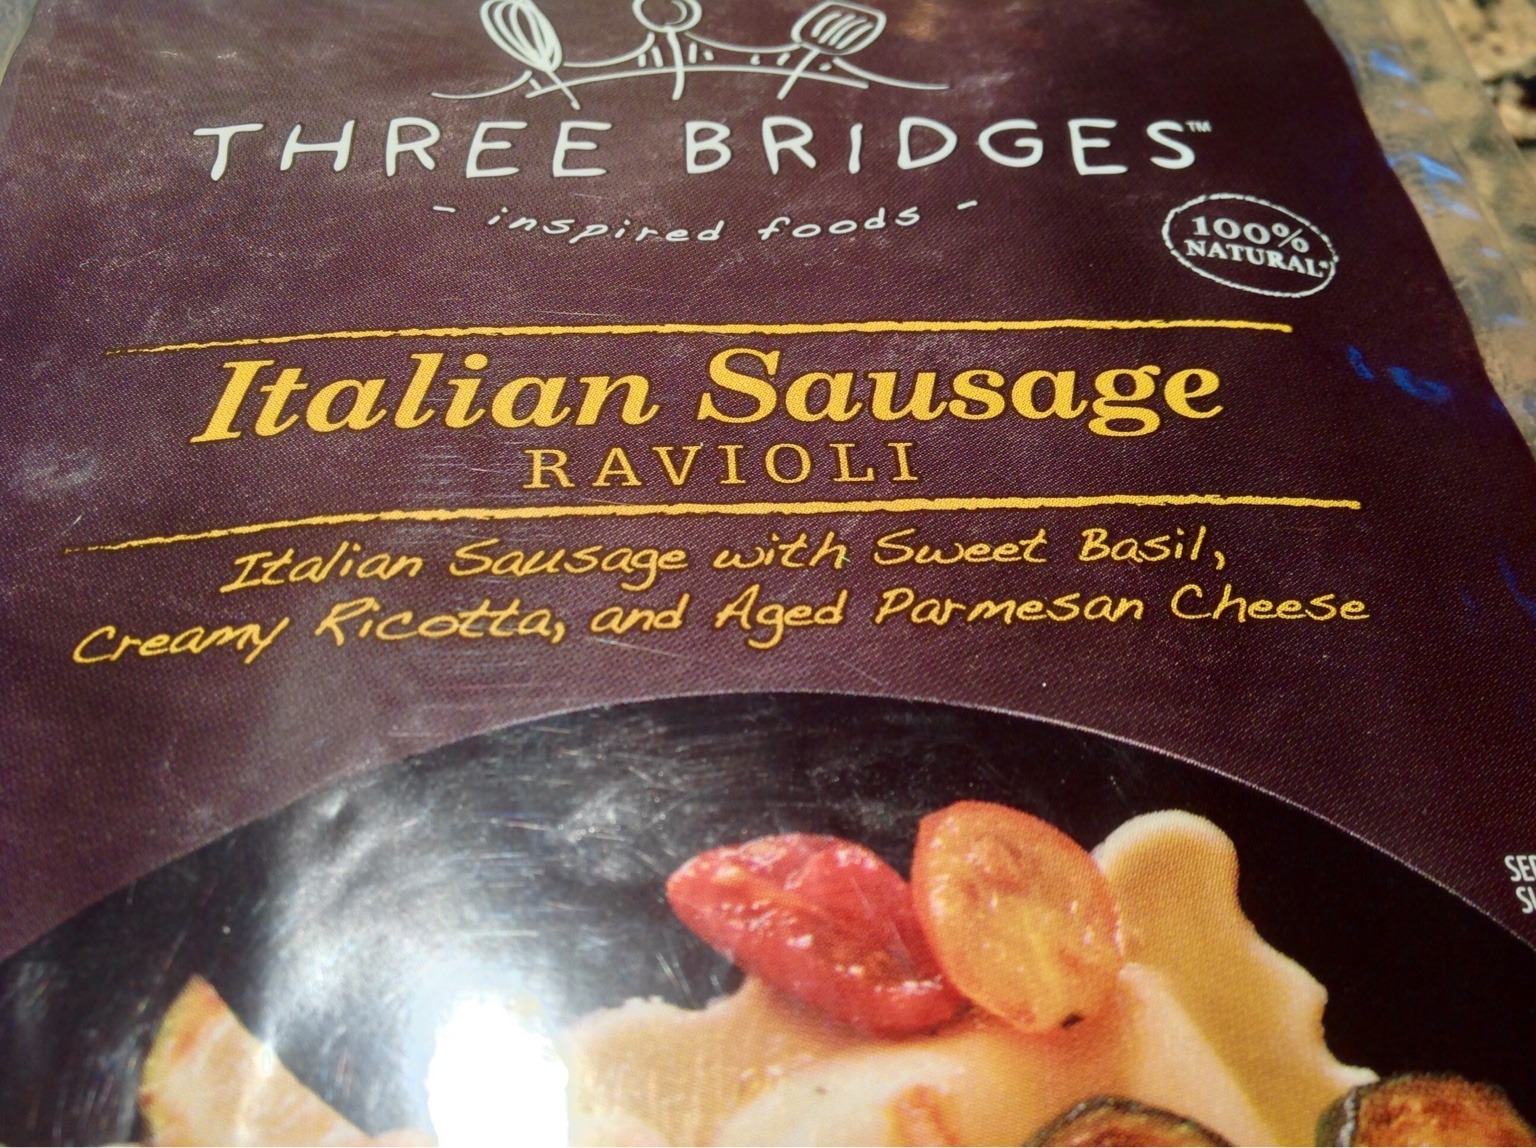 THREE BRIDGES™
- inspired foods -
100%
NATURAL*
Italian Sausage
RAVIOLI
Italian Sausage with Sweet Basil,
Creamy Ricotta, and Aged Parmesan Cheese